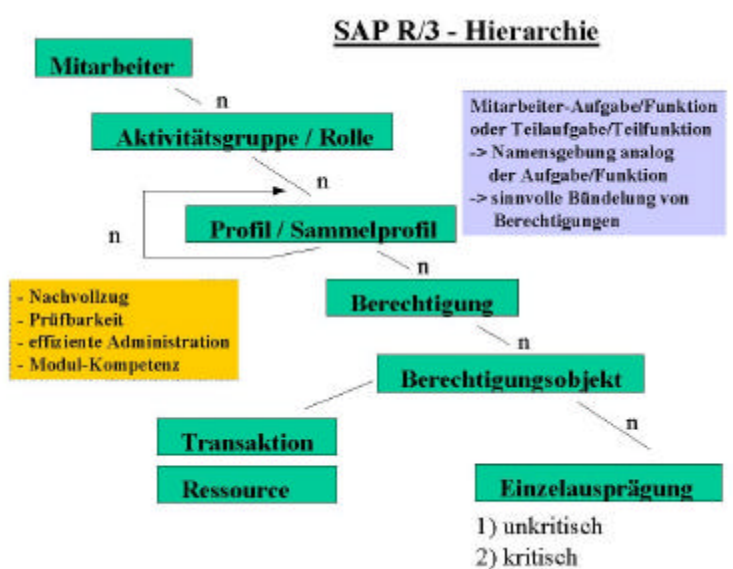 SAP R/3 - Hierarchie
Mitarbeiter
n
Aktivitätsgruppe / Rolle
Mitarbeiter-Aufgabe/Funktion
oder Teilaufgabe/Teilfunktion
-> Namensgebung analog
der Aufgabe/Funktion
-> sinnvolle Bündelung von
Berechtigungen
n
Profil / Sammelprofil
n
n
Berechtigung
- Nachvollzug
- Prüfbarkeit
- effiziente Administration
- Modul-Kompetenz
n
Berechtigungsobjekt
n
Transaktion
Ressource
Einzelausprägung
1) unkritisch
2) kritisch